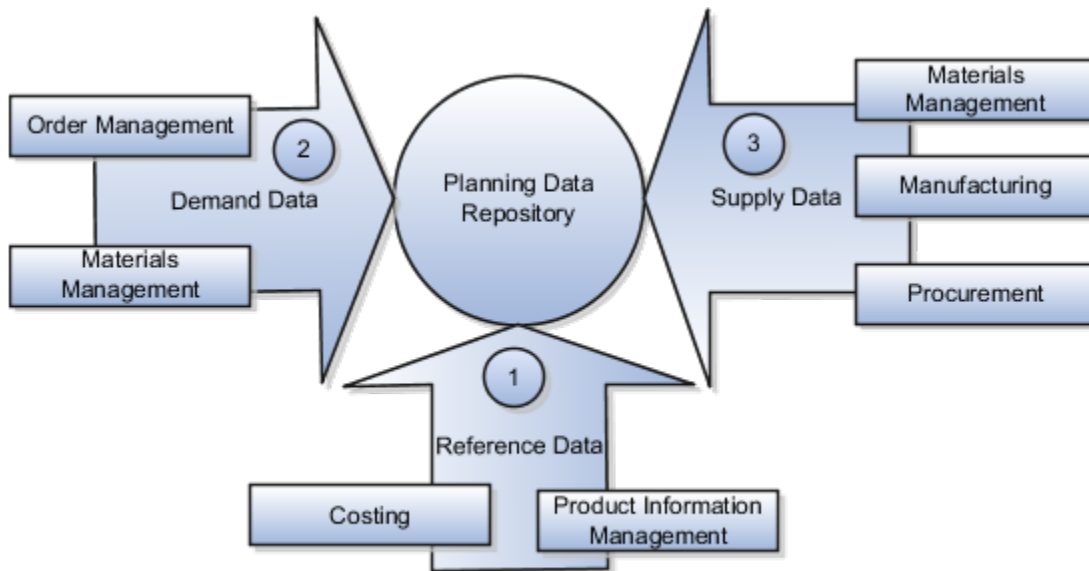 Order Management
2
Demand Data
Materials
Management
Planning Data
Repository
3
Supply Data
Materials
Management
Manufacturing
Procurement
1
Reference Data
Costing
Product Information
Management